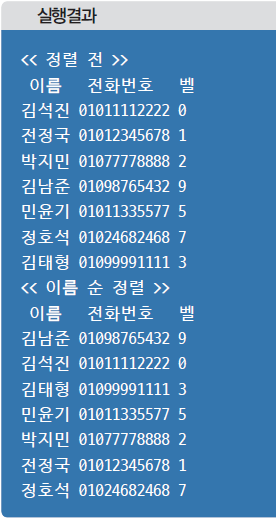 실행결과
<< 정렬 전 >>
이름 전화번호 벨
김석진 01011112222 0
전정국 01012345678 1
박지민 01077778888 2
김남준 01098765432 9
민윤기 01011335577 5
정호석 01024682468 7
김태형 01099991111 3
<< 이름 순 정렬 >>
이름 전화번호 벨
김남준 01098765432 9
김석진 01011112222 0
김태형 01099991111 3
민윤기 01011335577 5
박지민 01077778888 2
전정국 01012345678 1
정호석 01024682468 7